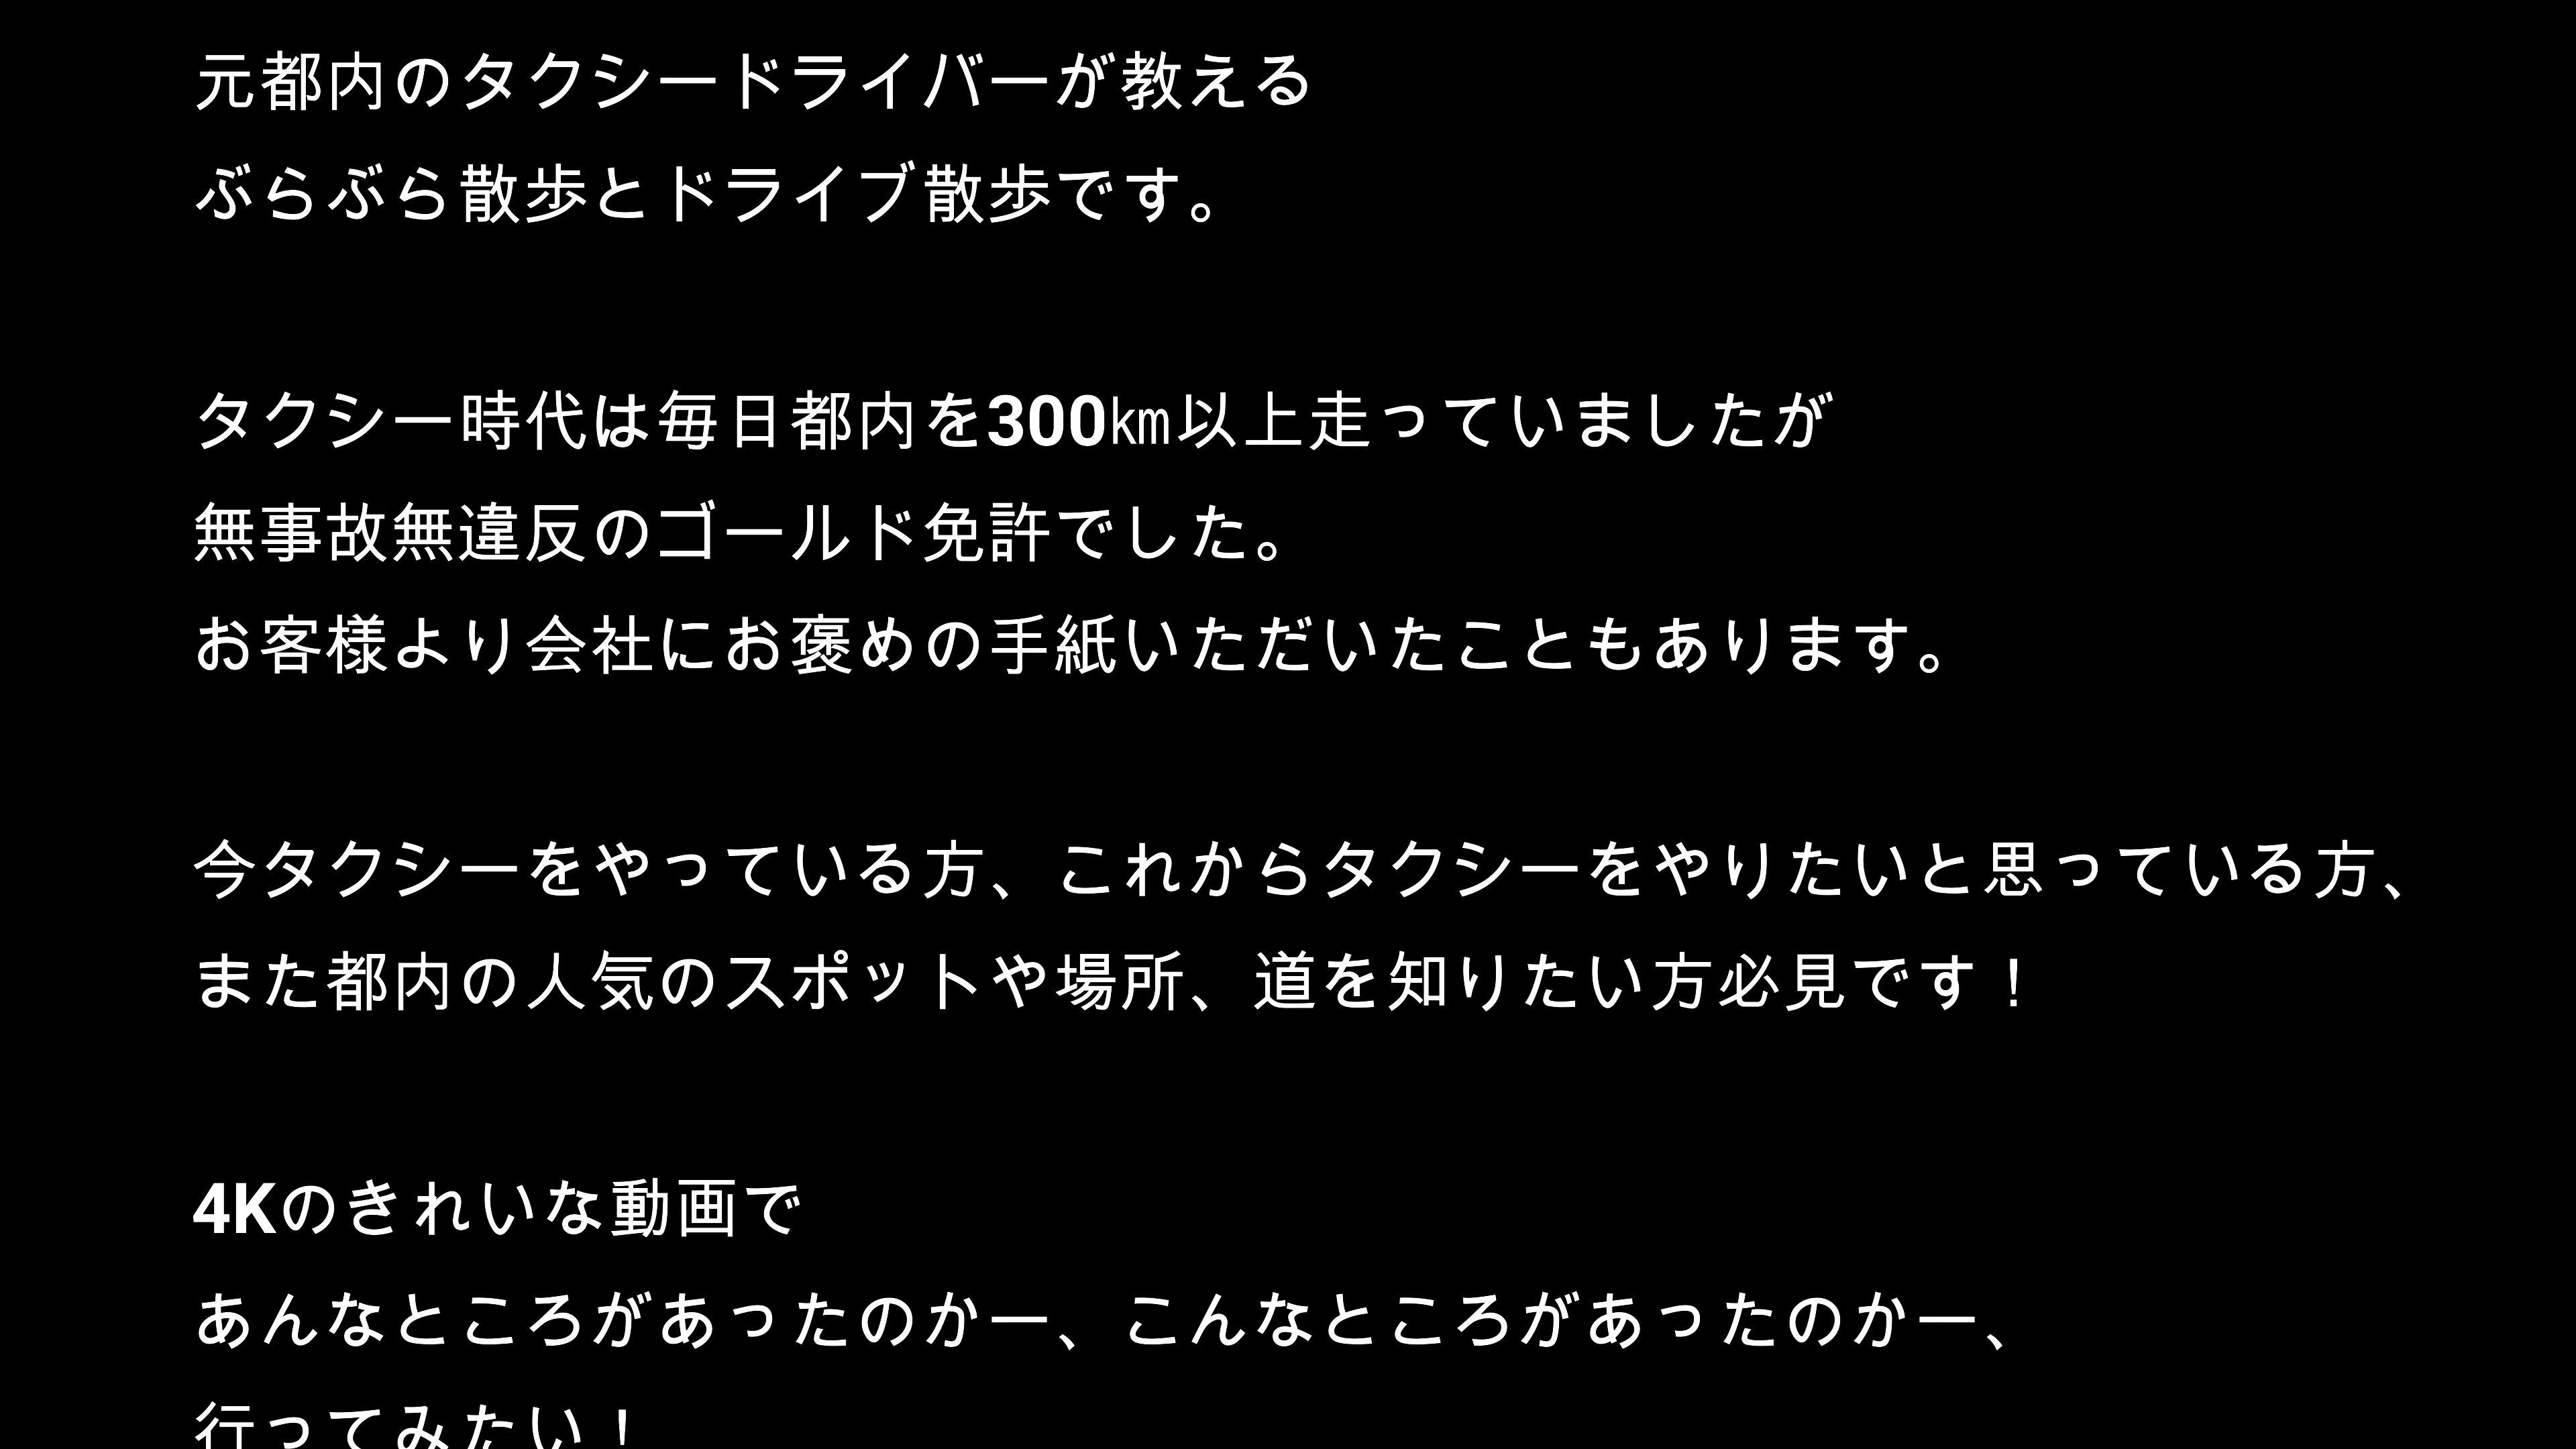 元都内のタクシードライバーが教える
ぶらぶら散歩とドライブ散歩です。
タクシー時代は毎日都内を300㎞以上走っていましたが
無事故無違反のゴールド免許でした。
お客様より会社にお褒めの手紙いただいたこともあります。
今タクシーをやっている方、これからタクシーをやりたいと思っている方、
また都内の人気のスポットや場所、道を知りたい方必見です！
4Kのきれいな動画で
あんなところがあったのかー、こんなところがあったのかー、
行ってみたい！